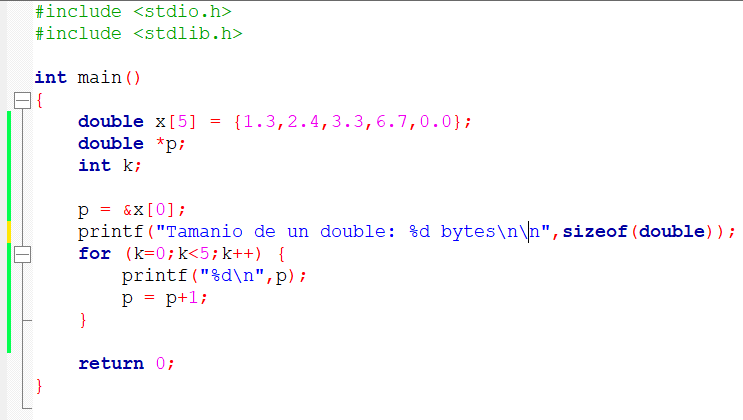 #include <stdio.h>
#include <stdlib.h>
int main()
{
double x[5] = {1.3,2.4,3.3,6.7,0.0};
double *p;
int k;
p = &x[0];
printf("Tamanio de un double: %d bytes\n\n",sizeof(double));
for (k=0;k<5;k++) {
printf("%d\n",p);
p = p+1;
}
return 0;
}